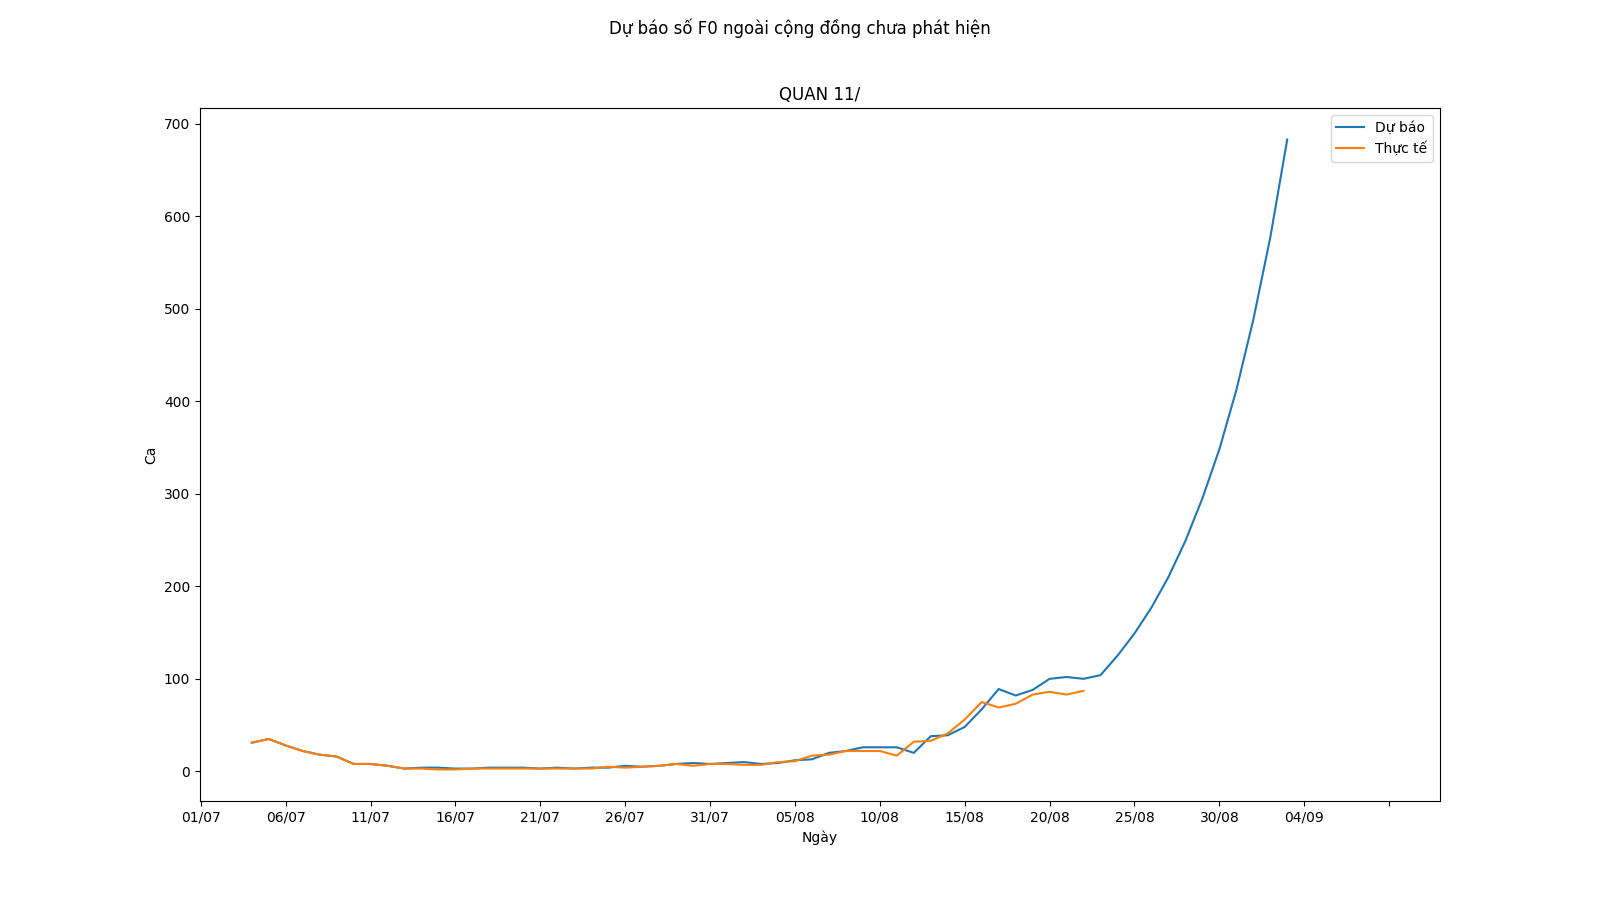 Dự báo số F0 ngoài cộng đồng chưa phát hiện
QUAN 11/
Dự báo
Thực tế
700
600
500
400
300
200
100
0
Ca
01/07 06/07 11/07 16/07 21/07 26/07 31/07 05/08 10/08 15/08 20/08 25/08 30/08 04/09
Ngày